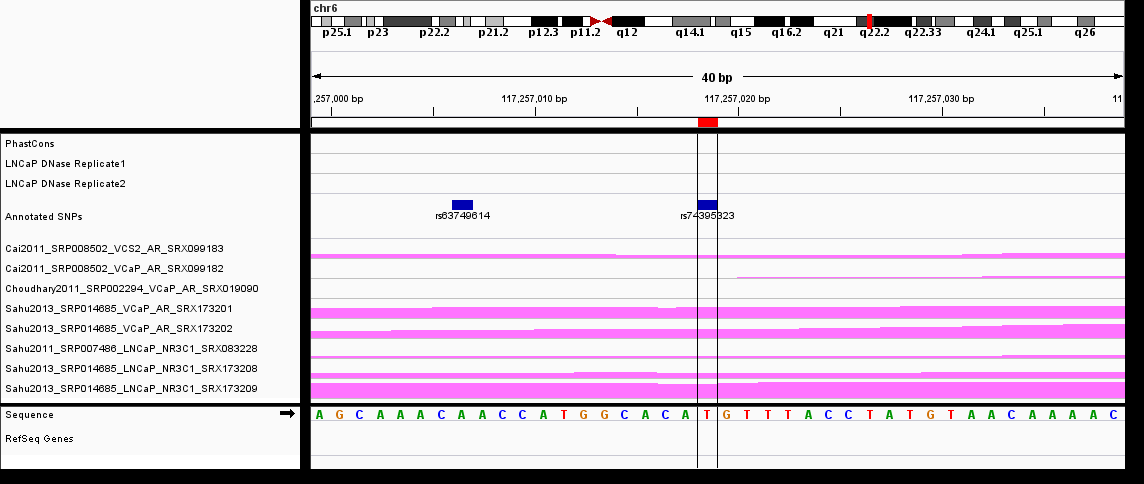 chr6
p25.1 p23 p22.2 p21.2 p12.3 p11.2 q12 q14.1 q15 q16.2 q21 q22.2 q22.33 q24.1 q25.1 q26
40 bp
,257,000 bp 117,257,010 bp 117,257,020 bp 117,257,030 bp 11
PhastCons
LNCaP DNase Replicate1
LNCaP DNase Replicate2
Annotated SNPs rs63749614 rs74395323
Cai2011_SRP008502_VCS2_AR_SRX099183
Cai2011_SRP008502_VCaP_AR_SRX099182
Choudhary2011_SRP002294_VCaP_AR_SRX019090
Sahu2013_SRP014685_VCaP_AR_SRX173201
Sahu2013_SRP014685_VCaP_AR_SRX173202
Sahu2011_SRP007486_LNCaP_NR3C1_SRX083228
Sahu2013_SRP014685_LNCaP_NR3C1_SRX173208
Sahu2013_SRP014685_LNCaP_NR3C1_SRX173209
Sequence A G C A A A C A A C C A T G G C A C A T G T T T A C C T A T G T A A C A A A A C
RefSeq Genes